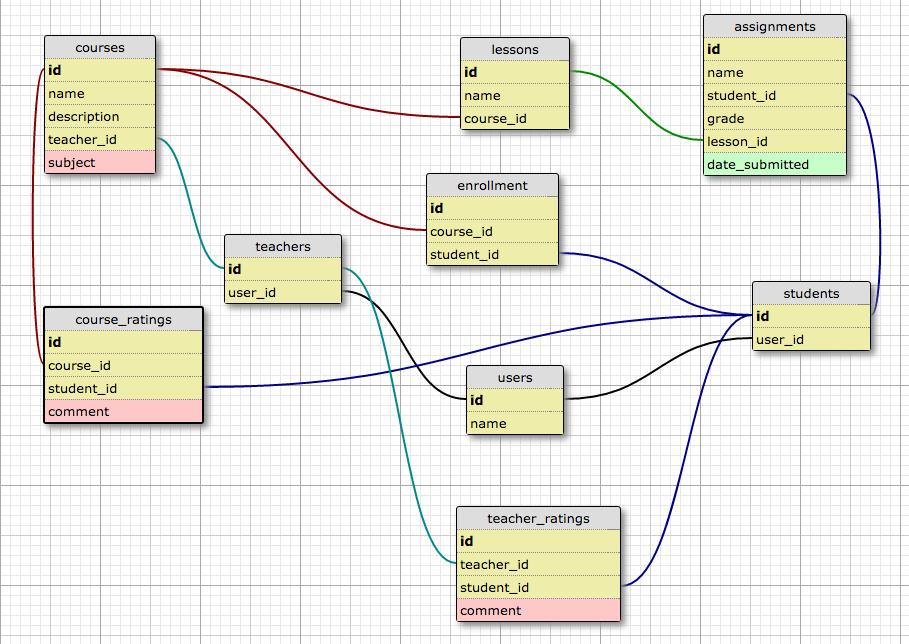 courses
id
name
description
teacher_id
subject
lessons
id
name
course_id
assignments
id
name
student_id
grade
lesson_id
date_submitted
enrollment
id
course_id
student_id
teachers
id
user_id
course_ratings
id
course_id
student_id
comment
students
id
user_id
users
id
name
teacher_ratings
id
teacher_id
student_id
comment